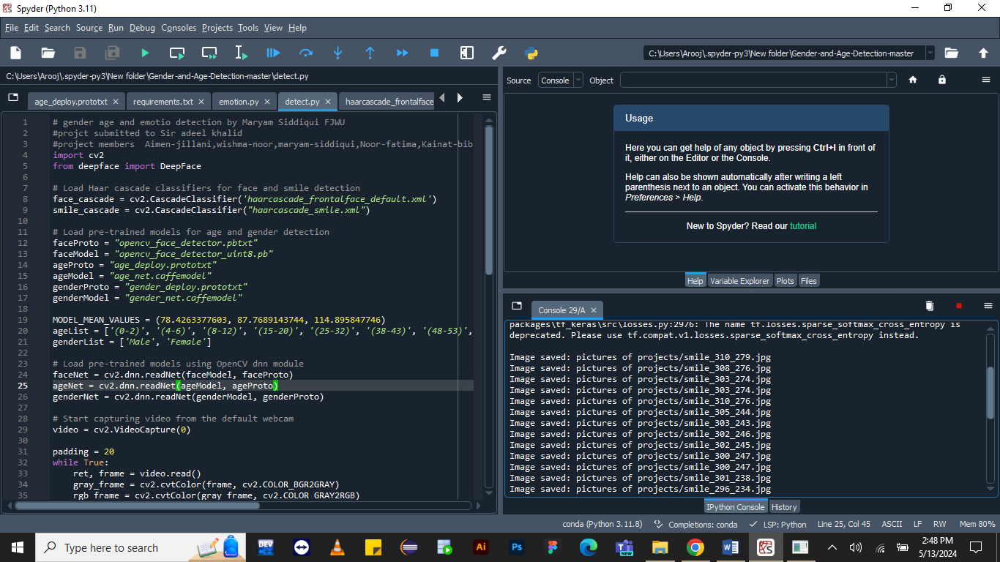 Spyder (Python 3.11)
File Edit Search Source Run Debug Consoles Projects Tools View Help
C:\Users\Arooj\.spyder-py3\New folder\Gender-and-Age-Detection-master
C:\Users\Arooj\.spyder-py3\New folder\Gender-and-Age-Detection-master\detect.py
age_deploy.prototxt requirements.txt emotion.py detect.py haarcascade_frontalface
1 # gender age and emotio detection by Maryam Siddiqui FJWU
2 #projct submitted to Sir adeel khalid
3 #project members  Aimen-jillani,wishma-noor,maryam-siddiqui,Noor-fatima,Kainat-bib
4 import cv2
5 from deepface import DeepFace
6
7 # Load Haar cascade classifiers for face and smile detection
8 face_cascade = cv2.CascadeClassifier('haarcascade_frontalface_default.xml')
9 smile_cascade = cv2.CascadeClassifier("haarcascade_smile.xml")
10
11 # Load pre-trained models for age and gender detection
12 faceProto = "opencv_face_detector.pbtxt"
13 faceModel = "opencv_face_detector_uint8.pb"
14 ageProto = "age_deploy.prototxt"
15 ageModel = "age_net.caffemodel"
16 genderProto = "gender_deploy.prototxt"
17 genderModel = "gender_net.caffemodel"
18
19 MODEL_MEAN_VALUES = (78.4263377603, 87.7689143744, 114.895847746)
20 ageList = ['(0-2)', '(4-6)', '(8-12)', '(15-20)', '(25-32)', '(38-43)', '(48-53)',
21 genderList = ['Male', 'Female']
22
23 # Load pre-trained models using OpenCV dnn module
24 faceNet = cv2.dnn.readNet(faceModel, faceProto)
25 ageNet = cv2.dnn.readNet(ageModel, ageProto)
26 genderNet = cv2.dnn.readNet(genderModel, genderProto)
27
28 # Start capturing video from the default webcam
29 video = cv2.VideoCapture(0)
30
31 padding = 20
32 while True:
33     ret, frame = video.read()
34     gray_frame = cv2.cvtColor(frame, cv2.COLOR_BGR2GRAY)
35     rgb_frame = cv2.cvtColor(gray_frame, cv2.COLOR_GRAY2RGB)
Source Console Object
Usage
Here you can get help of any object by pressing Ctrl+I in front of
it, either on the Editor or the Console.
Help can also be shown automatically after writing a left
parenthesis next to an object. You can activate this behavior in
Preferences > Help.
New to Spyder? Read our tutorial
Help Variable Explorer Plots Files
Console 29/A
packages\tf_keras\src\losses.py:2976: The name tf.losses.sparse_softmax_cross_entropy is
deprecated. Please use tf.compat.v1.losses.sparse_softmax_cross_entropy instead.
Image saved: pictures of projects/smile_310_279.jpg
Image saved: pictures of projects/smile_308_276.jpg
Image saved: pictures of projects/smile_303_274.jpg
Image saved: pictures of projects/smile_303_274.jpg
Image saved: pictures of projects/smile_310_276.jpg
Image saved: pictures of projects/smile_305_244.jpg
Image saved: pictures of projects/smile_303_243.jpg
Image saved: pictures of projects/smile_302_246.jpg
Image saved: pictures of projects/smile_302_245.jpg
Image saved: pictures of projects/smile_300_247.jpg
Image saved: pictures of projects/smile_300_247.jpg
Image saved: pictures of projects/smile_301_238.jpg
Image saved: pictures of projects/smile_296_234.jpg
IPython Console History
conda (Python 3.11.8) Completions: conda LSP: Python Line 25, Col 45 ASCII LF RW Mem 80%
Type here to search
DEV
Ai
Ps
NEW
2:48 PM
5/13/2024